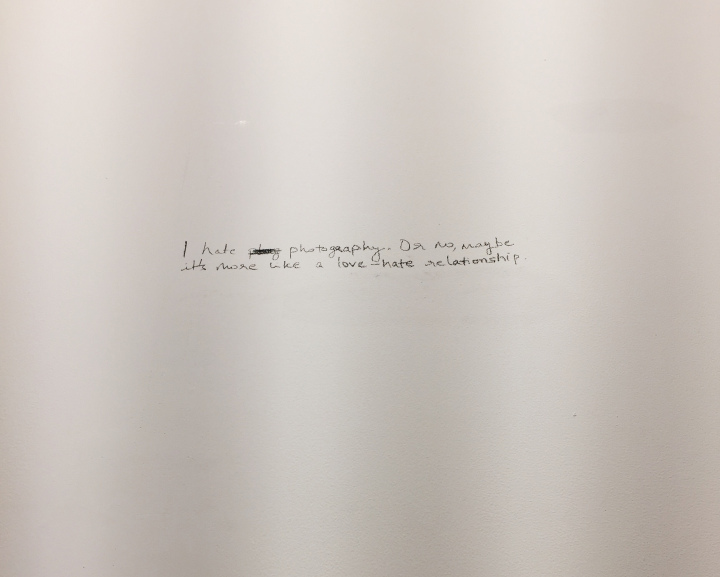 I hate photography.. Or no, maybe
it's more like a love-hate relationship.